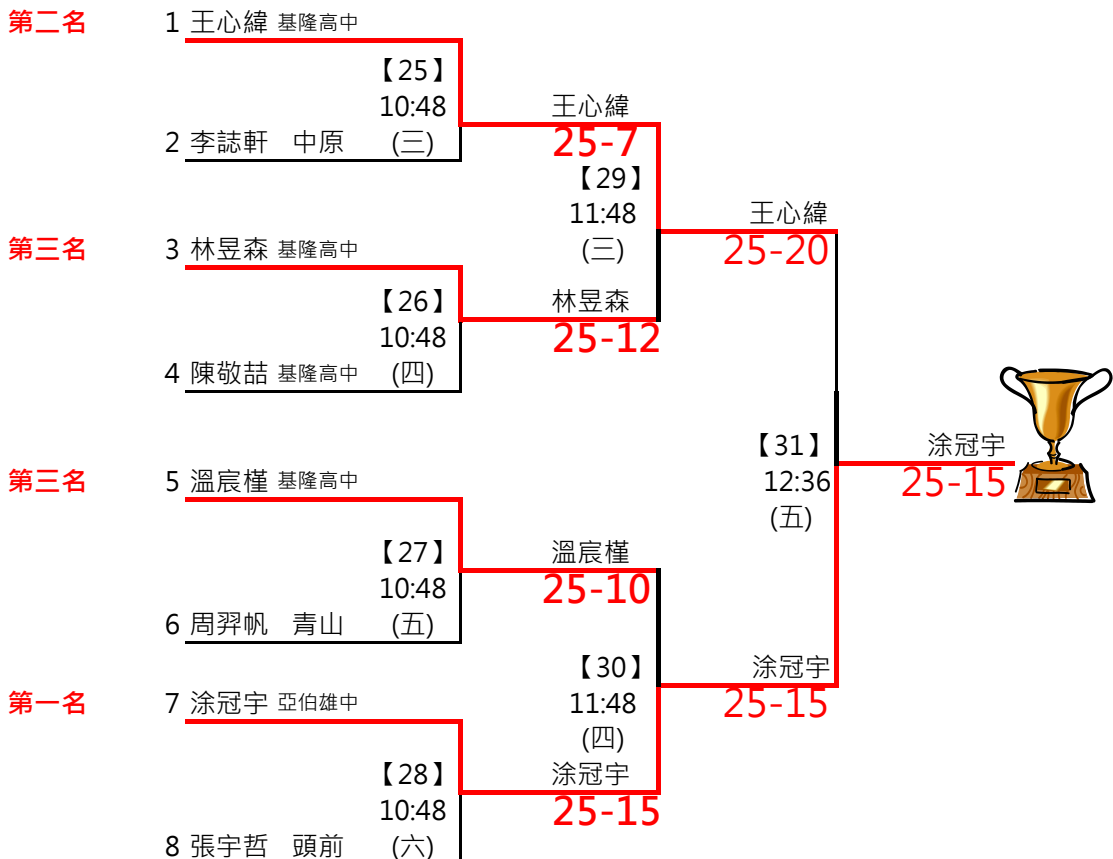 第二名 1 王心緯 基隆高中
【25】
10:48 王心緯
2 李誌軒 中原 (三) 25-7
【29】
11:48 王心緯
第三名 3 林昱森 基隆高中 (三) 25-20
【26】 林昱森
10:48 25-12
4 陳敬喆 基隆高中 (四)
【31】 涂冠宇
第三名 5 溫宸槿 基隆高中 12:36 25-15
(五)
【27】 溫宸槿
10:48 25-10
6 周羿帆 青山 (五)
【30】 涂冠宇
第一名 7 涂冠宇 亞伯雄中 11:48 25-15
(四)
【28】 涂冠宇
10:48 25-15
8 張宇哲 頭前 (六)